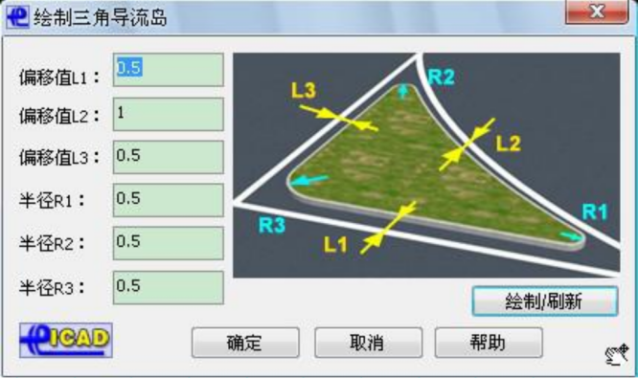 绘制三角导流岛
偏移值L1： 0.5
偏移值L2： 1
偏移值L3： 0.5
半径R1： 0.5
半径R2： 0.5
半径R3： 0.5
L3
R2
L2
R3
L1
R1
绘制/刷新
PICAD
确定
取消
帮助